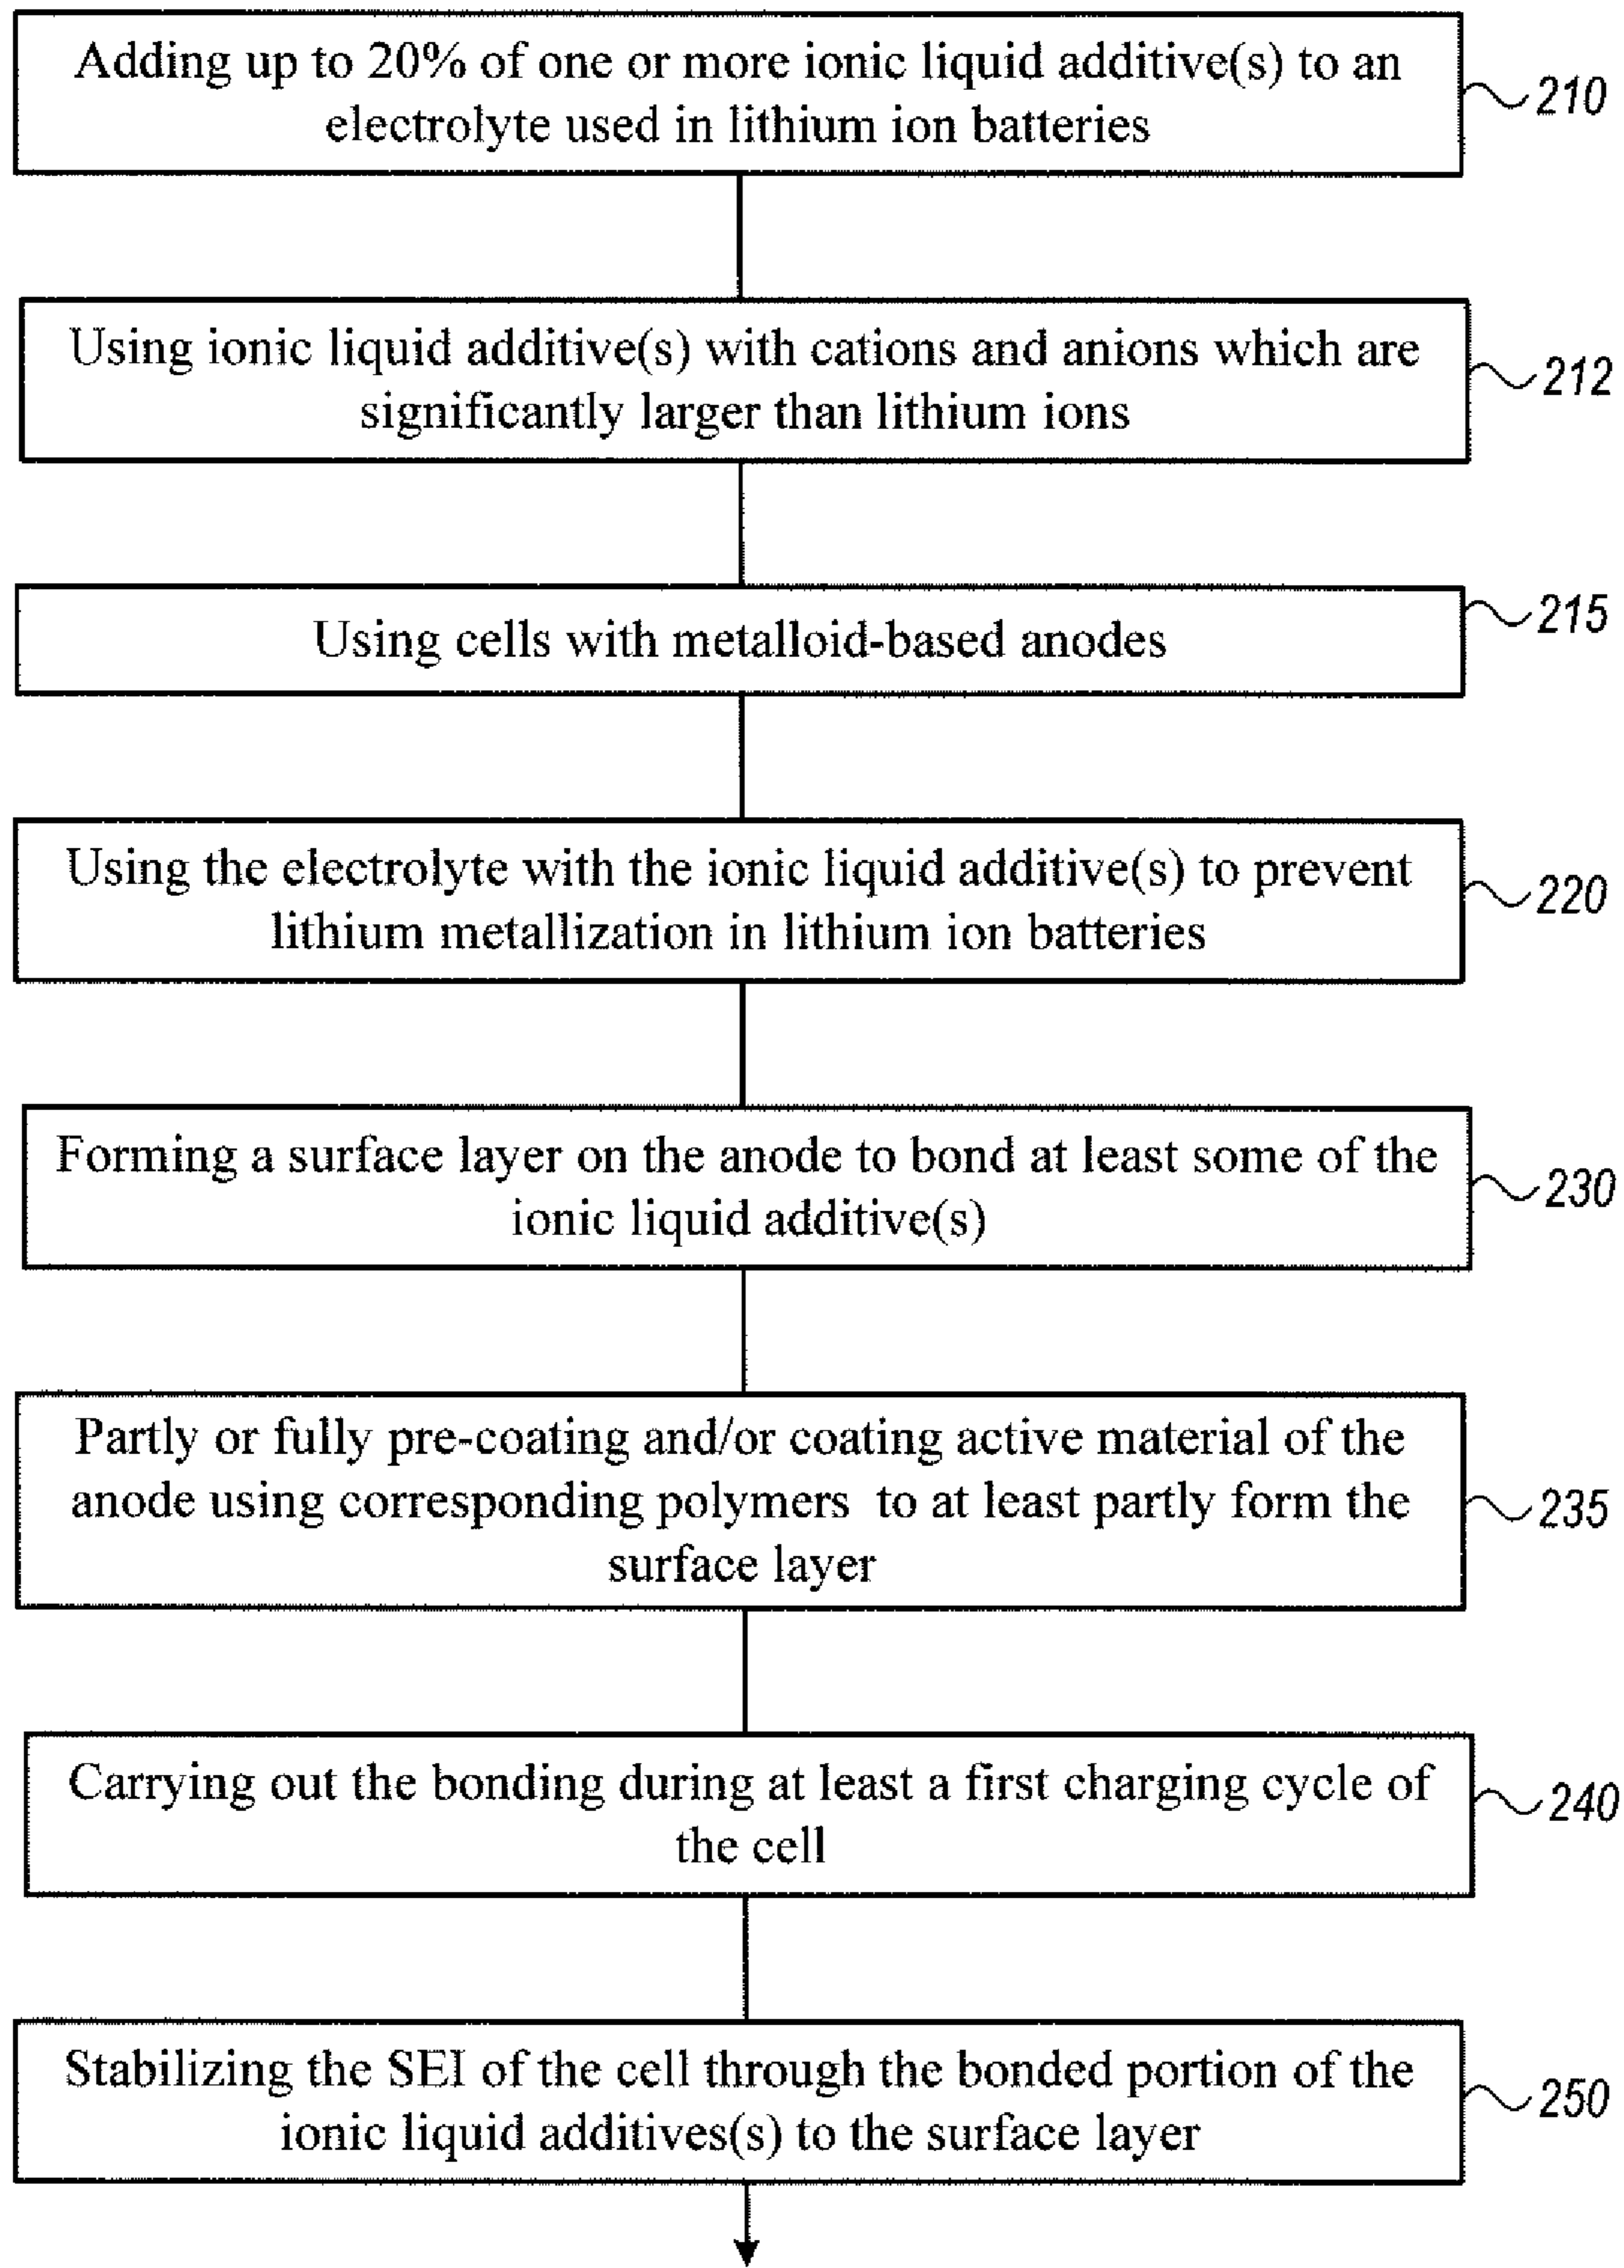 Adding up to 20% of one or more ionic liquid additive(s) to an
electrolyte used in lithium ion batteries
210
Using ionic liquid additive(s) with cations and anions which are
significantly larger than lithium ions
212
Using cells with metalloid-based anodes
215
Using the electrolyte with the ionic liquid additive(s) to prevent
lithium metallization in lithium ion batteries
220
Forming a surface layer on the anode to bond at least some of the
ionic liquid additive(s)
230
Partly or fully pre-coating and/or coating active material of the
anode using corresponding polymers to at least partly form the
surface layer
235
Carrying out the bonding during at least a first charging cycle of
the cell
240
Stabilizing the SEI of the cell through the bonded portion of the
ionic liquid additives(s) to the surface layer
250